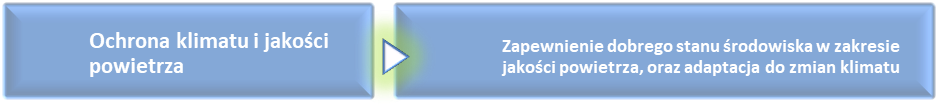 Ochrona klimatu i jakości
powietrza
Zapewnienie dobrego stanu środowiska w zakresie
jakości powietrza, oraz adaptacja do zmian klimatu